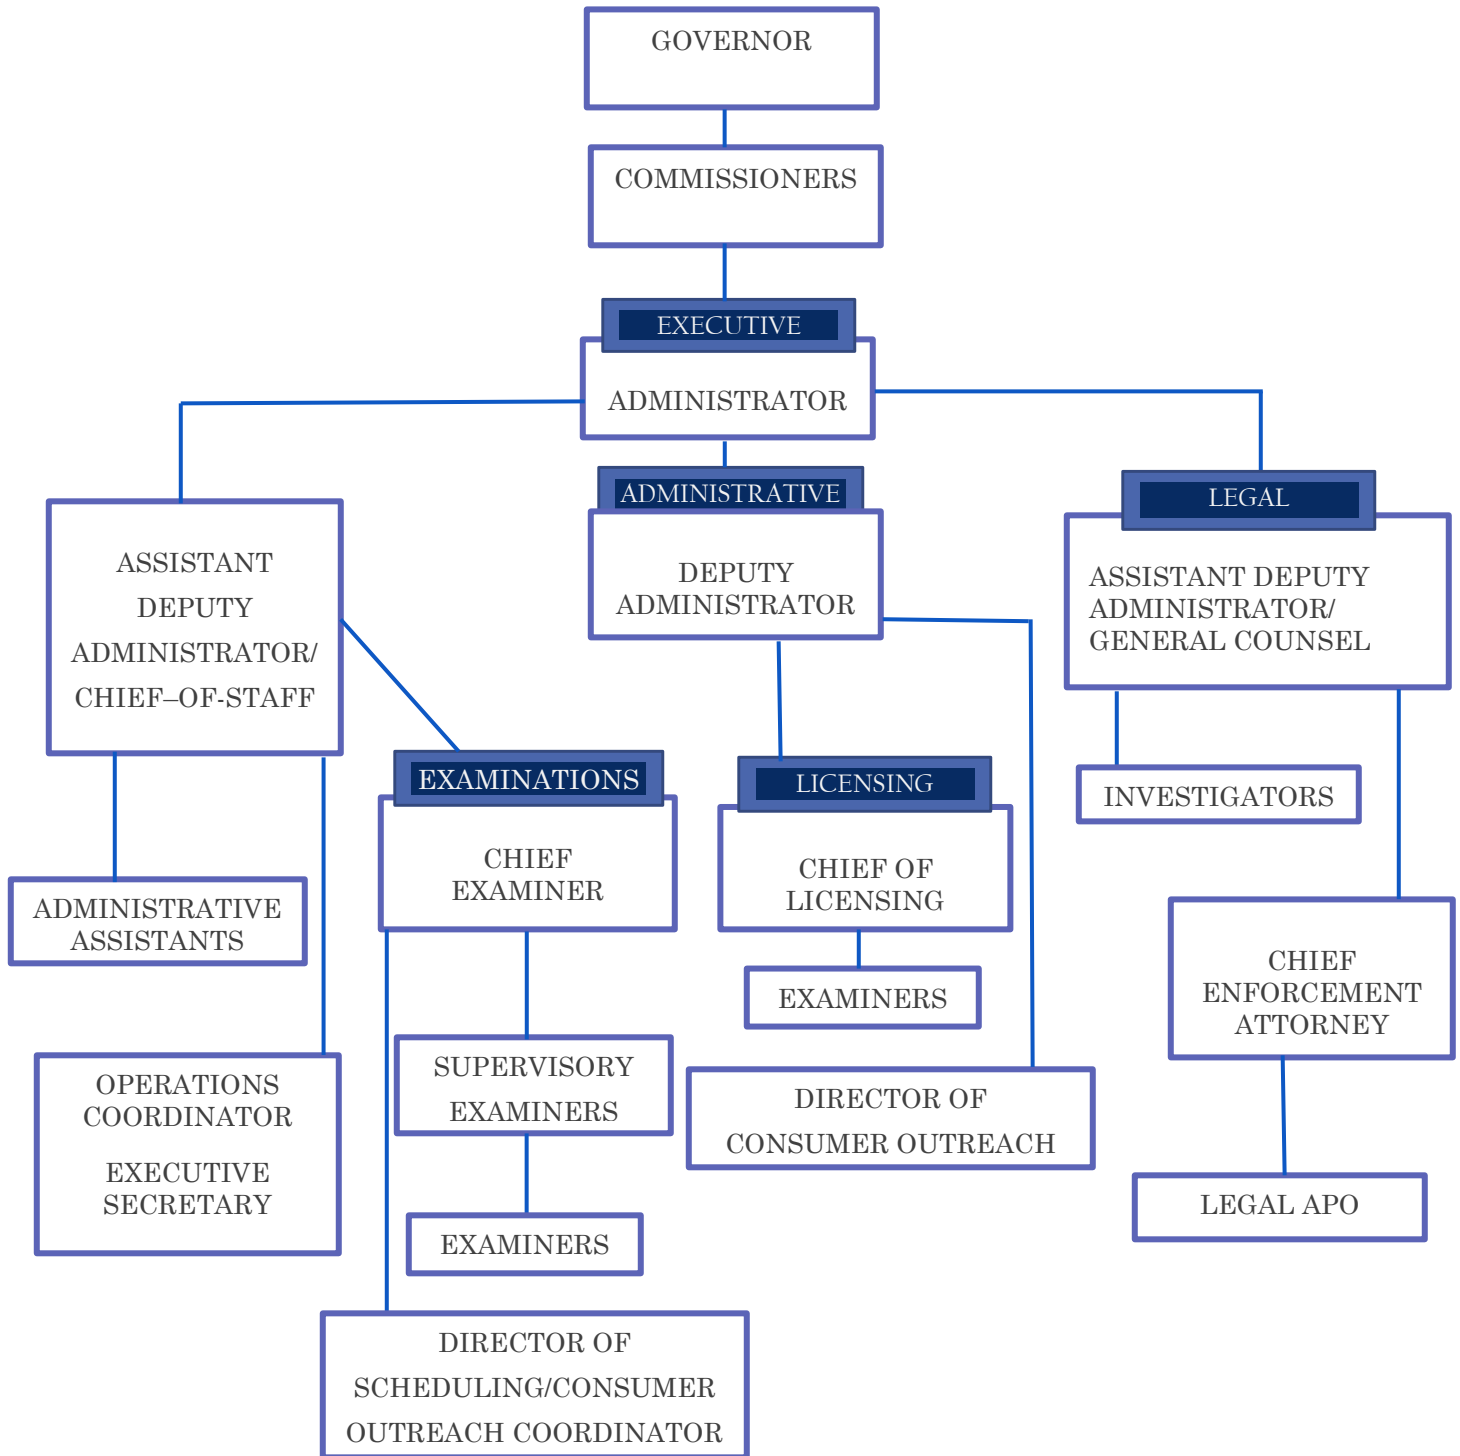 GOVERNOR
COMMISSIONERS
EXECUTIVE
ADMINISTRATOR
ASSISTANT
DEPUTY
ADMINISTRATOR/
CHIEF–OF-STAFF
ADMINISTRATIVE
DEPUTY
ADMINISTRATOR
LEGAL
ASSISTANT DEPUTY
ADMINISTRATOR/
GENERAL COUNSEL
EXAMINATIONS
CHIEF
EXAMINER
LICENSING
CHIEF OF
LICENSING
INVESTIGATORS
ADMINISTRATIVE
ASSISTANTS
EXAMINERS
CHIEF
ENFORCEMENT
ATTORNEY
OPERATIONS
COORDINATOR
EXECUTIVE
SECRETARY
SUPERVISORY
EXAMINERS
DIRECTOR OF
CONSUMER OUTREACH
EXAMINERS
LEGAL APO
DIRECTOR OF
SCHEDULING/CONSUMER
OUTREACH COORDINATOR